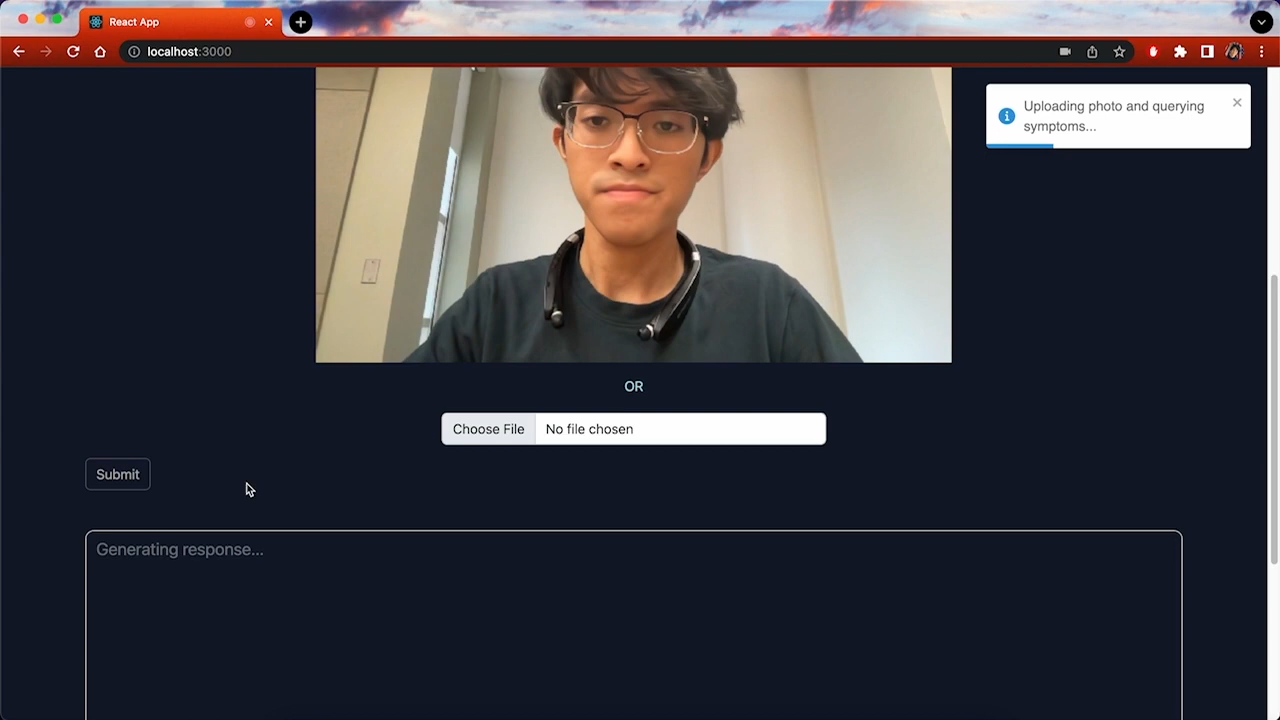 React App
localhost:3000
Uploading photo and querying
symptoms...
OR
Choose File No file chosen
Submit
Generating response...